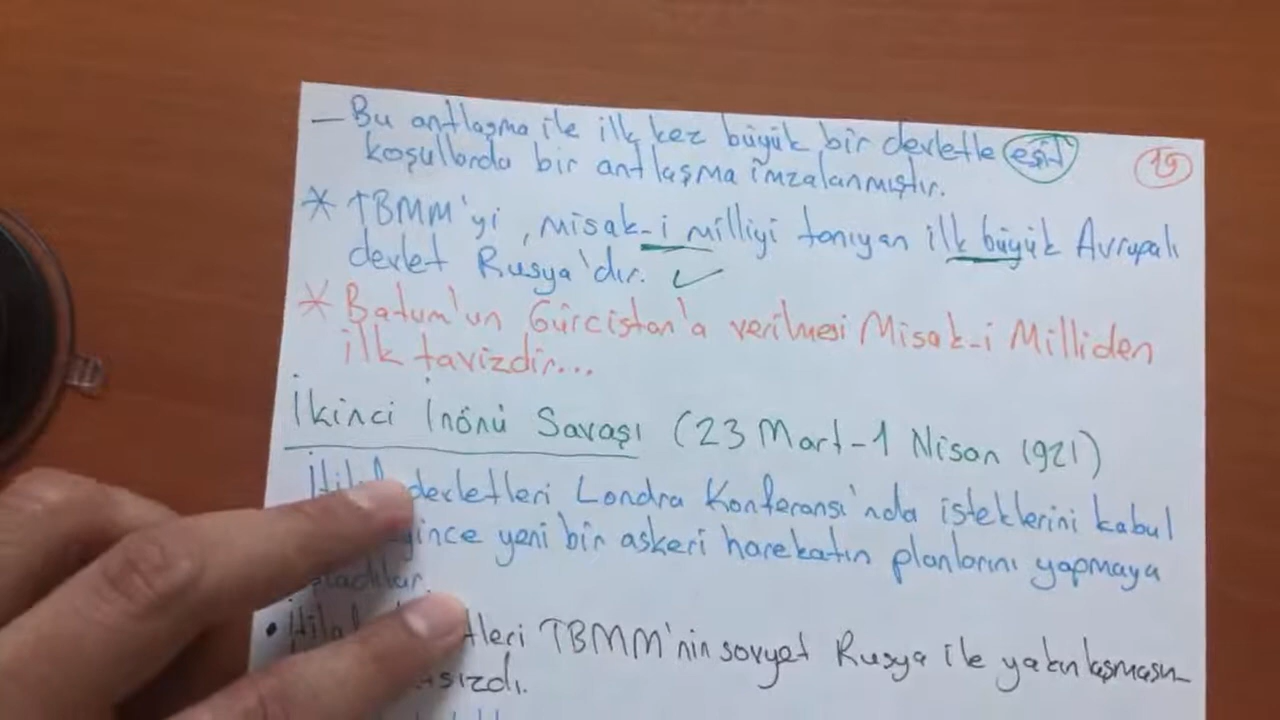 — Bu antlaşma ile ilk kez büyük bir devletle eşit
koşullarda bir antlaşma imzalanmıştır.
19
* TBMM'yi, misak-i milliyi tanıyan ilk büyük Avrupalı
devlet Rusya'dır. ✓
* Batum'un Gürcistan'a verilmesi Misak-i Milliden
ilk tavizdir...
İkinci İnönü Savaşı (23 Mart-1 Nisan 1921)
devletleri Londra Konferansı'nda isteklerini kabul
yeni bir askeri harekatın planlarını yapmaya
• TBMM'nin sovyet Rusya ile yakınlaşmasın